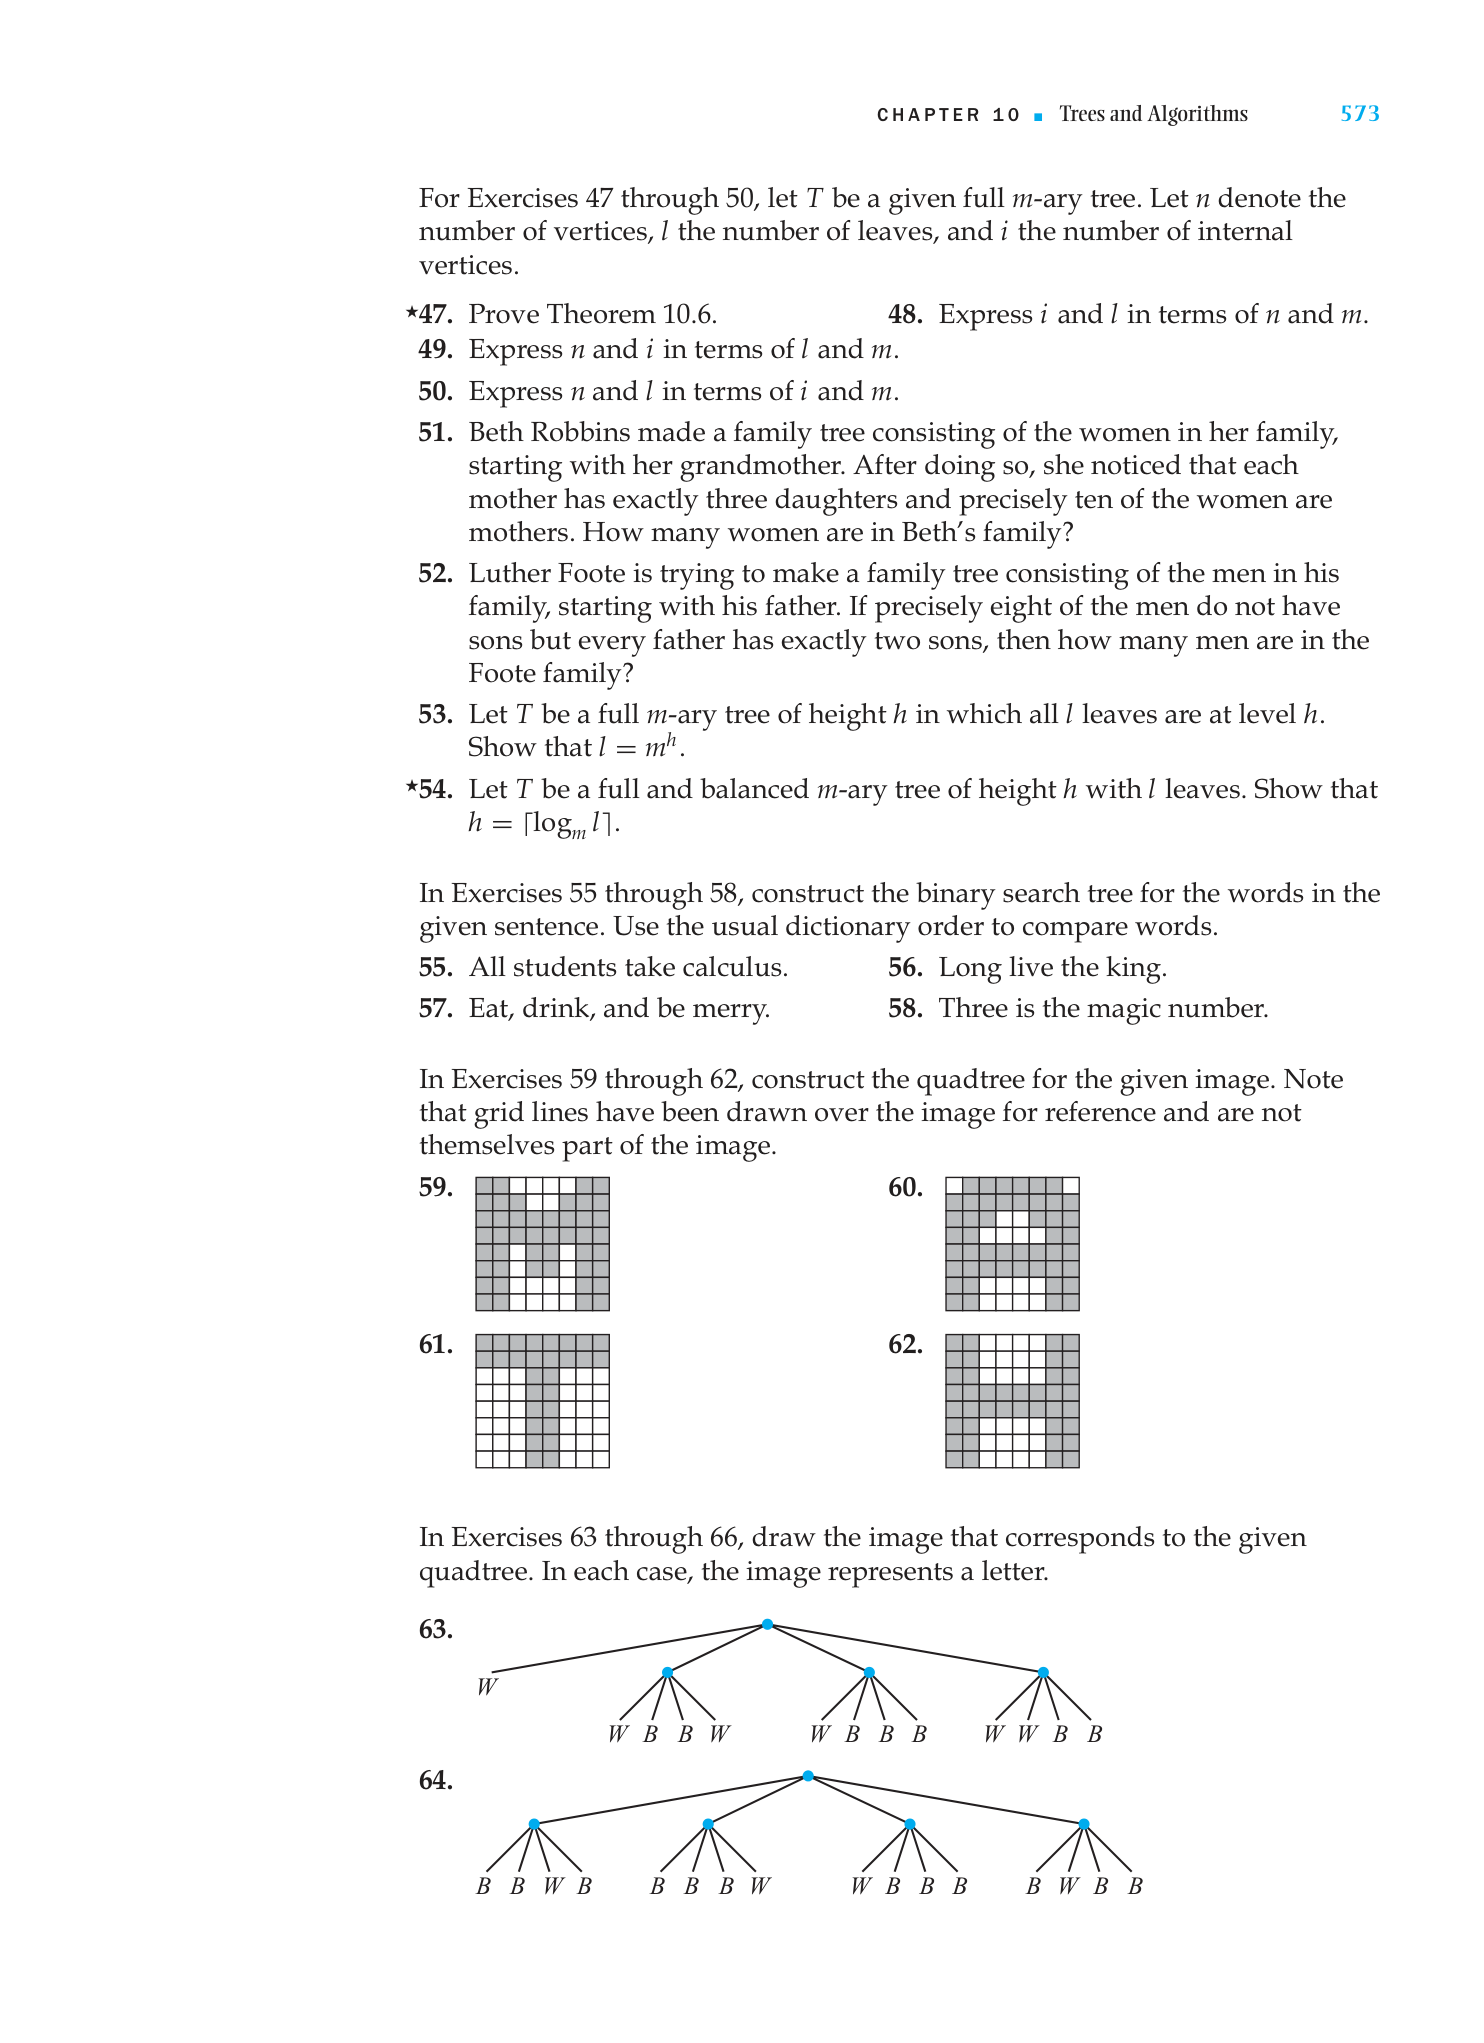 CHAPTER 10 ■ Trees and Algorithms 573
For Exercises 47 through 50, let T be a given full m-ary tree. Let n denote the
number of vertices, l the number of leaves, and i the number of internal
vertices.
★47. Prove Theorem 10.6. 48. Express i and l in terms of n and m.
49. Express n and i in terms of l and m.
50. Express n and l in terms of i and m.
51. Beth Robbins made a family tree consisting of the women in her family,
starting with her grandmother. After doing so, she noticed that each
mother has exactly three daughters and precisely ten of the women are
mothers. How many women are in Beth’s family?
52. Luther Foote is trying to make a family tree consisting of the men in his
family, starting with his father. If precisely eight of the men do not have
sons but every father has exactly two sons, then how many men are in the
Foote family?
53. Let T be a full m-ary tree of height h in which all l leaves are at level h.
Show that l = m^h.
★54. Let T be a full and balanced m-ary tree of height h with l leaves. Show that
h = ⌈log_m l⌉.
In Exercises 55 through 58, construct the binary search tree for the words in the
given sentence. Use the usual dictionary order to compare words.
55. All students take calculus. 56. Long live the king.
57. Eat, drink, and be merry. 58. Three is the magic number.
In Exercises 59 through 62, construct the quadtree for the given image. Note
that grid lines have been drawn over the image for reference and are not
themselves part of the image.
59. 60.
61. 62.
In Exercises 63 through 66, draw the image that corresponds to the given
quadtree. In each case, the image represents a letter.
63.
W
W B B W W B B B W W B B
64.
B B W B B B B W W B B B B W B B